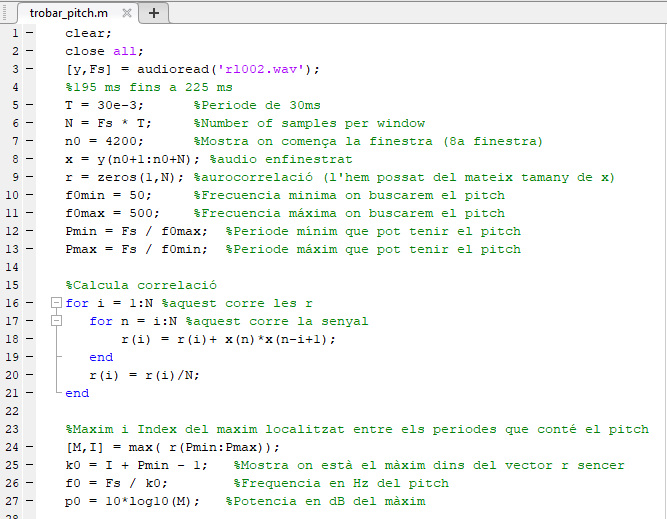 trobar_pitch.m
1 clear;
2 close all;
3 [y,Fs] = audioread('rl002.wav');
4 %195 ms fins a 225 ms
5 T = 30e-3; %Periode de 30ms
6 N = Fs * T; %Number of samples per window
7 n0 = 4200; %Mostra on comença la finestra (8a finestra)
8 x = y(n0+1:n0+N); %audio enfinestrat
9 r = zeros(1,N); %aurocorrelació (l'hem possat del mateix tamany de x)
10 f0min = 50; %Frecuencia minima on buscarem el pitch
11 f0max = 500; %Frecuencia máxima on buscarem el pitch
12 Pmin = Fs / f0max; %Periode mínim que pot tenir el pitch
13 Pmax = Fs / f0min; %Periode màxim que pot tenir el pitch
14
15 %Calcula correlació
16 for i = 1:N %aquest corre les r
17 for n = i:N %aquest corre la senyal
18 r(i) = r(i)+ x(n)*x(n-i+1);
19 end
20 r(i) = r(i)/N;
21 end
22
23 %Maxim i Index del maxim localitzat entre els periodes que conté el pitch
24 [M,I] = max( r(Pmin:Pmax));
25 k0 = I + Pmin - 1; %Mostra on està el màxim dins del vector r sencer
26 f0 = Fs / k0; %Frequencia en Hz del pitch
27 p0 = 10*log10(M); %Potencia en dB del màxim
28